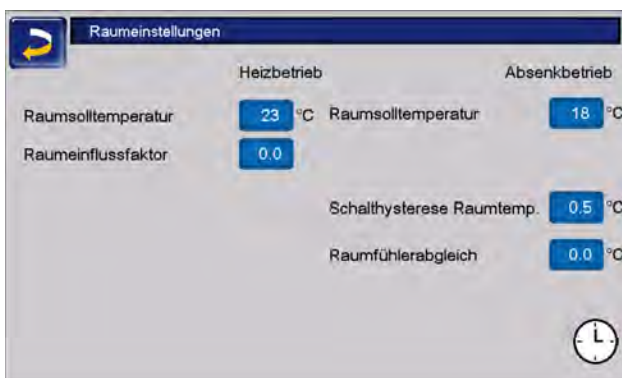 Raumeinstellungen
Heizbetrieb Absenkbetrieb
Raumsolltemperatur 23 °C Raumsolltemperatur 18 °C
Raumeinflussfaktor 0.0
Schalthysterese Raumtemp. 0.5 °C
Raumfühlerabgleich 0.0 °C